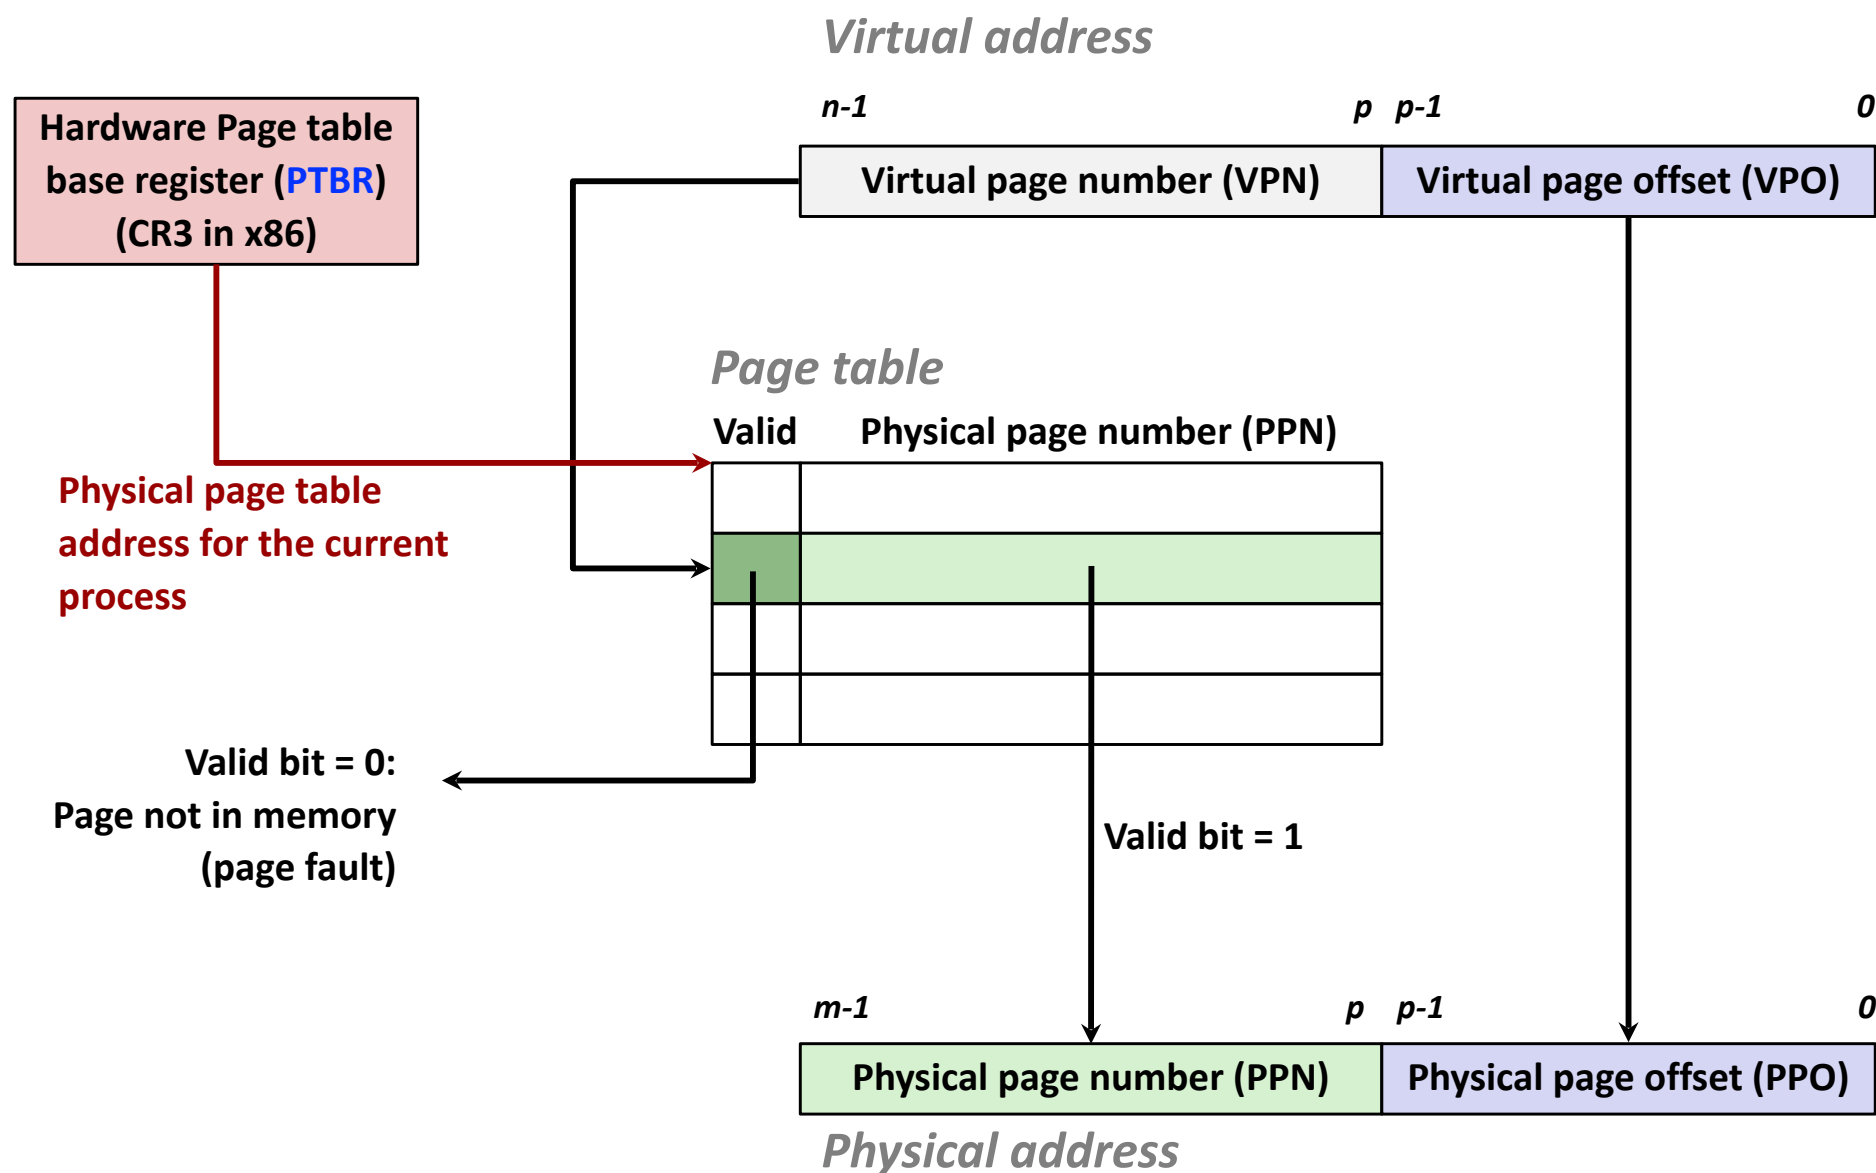 Virtual address
Hardware Page table
base register (PTBR)
(CR3 in x86)
n-1 p p-1 0
Virtual page number (VPN) Virtual page offset (VPO)
Page table
Valid Physical page number (PPN)
Physical page table
address for the current
process
Valid bit = 0:
Page not in memory
(page fault)
Valid bit = 1
m-1 p p-1 0
Physical page number (PPN) Physical page offset (PPO)
Physical address